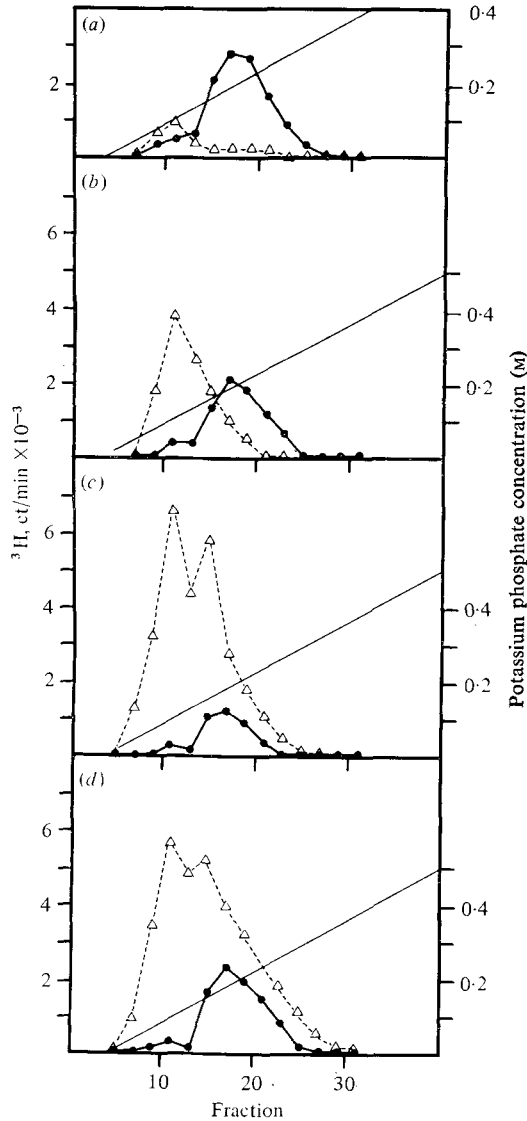 (a)
0·4
2
0·2
(b)
6
4
0·4
2
0·2
(c)
6
4
0·4
2
0·2
(d)
6
4
0·4
2
0·2
10 20 30
Fraction
³H, ct/min ×10⁻³
Potassium phosphate concentration (M)